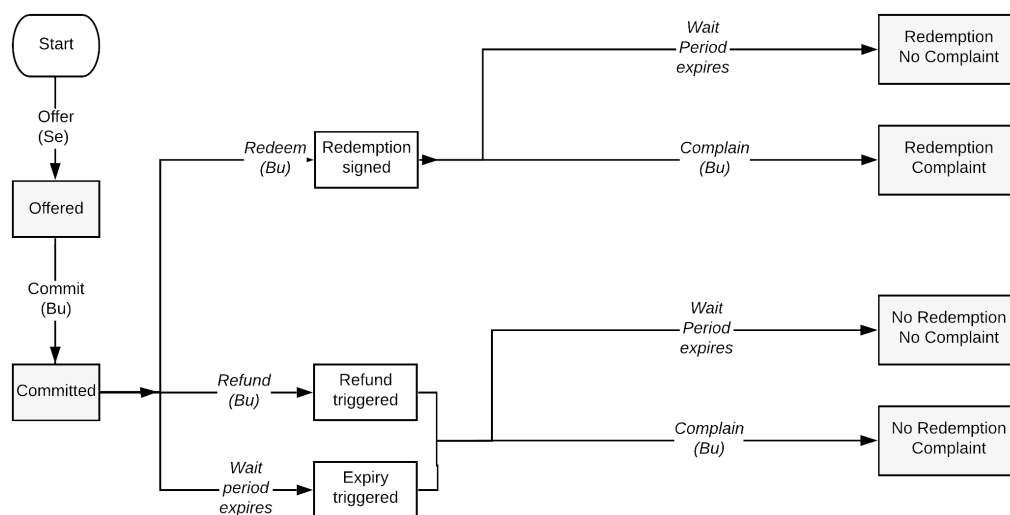 Start
Offer
(Se)
Offered
Commit
(Bu)
Committed
Redeem
(Bu)
Redemption
signed
Wait
Period
expires
Redemption
No Complaint
Complain
(Bu)
Redemption
Complaint
Refund
(Bu)
Refund
triggered
Wait
period
expires
Expiry
triggered
Wait
Period
expires
No Redemption
No Complaint
Complain
(Bu)
No Redemption
Complaint